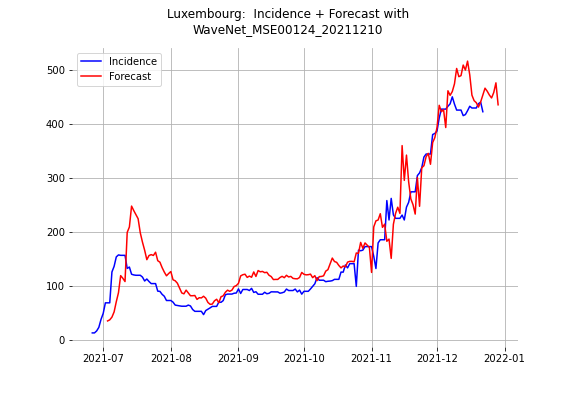 Luxembourg:  Incidence + Forecast with
WaveNet_MSE00124_20211210
Incidence
Forecast
500
400
300
200
100
0
2021-07 2021-08 2021-09 2021-10 2021-11 2021-12 2022-01